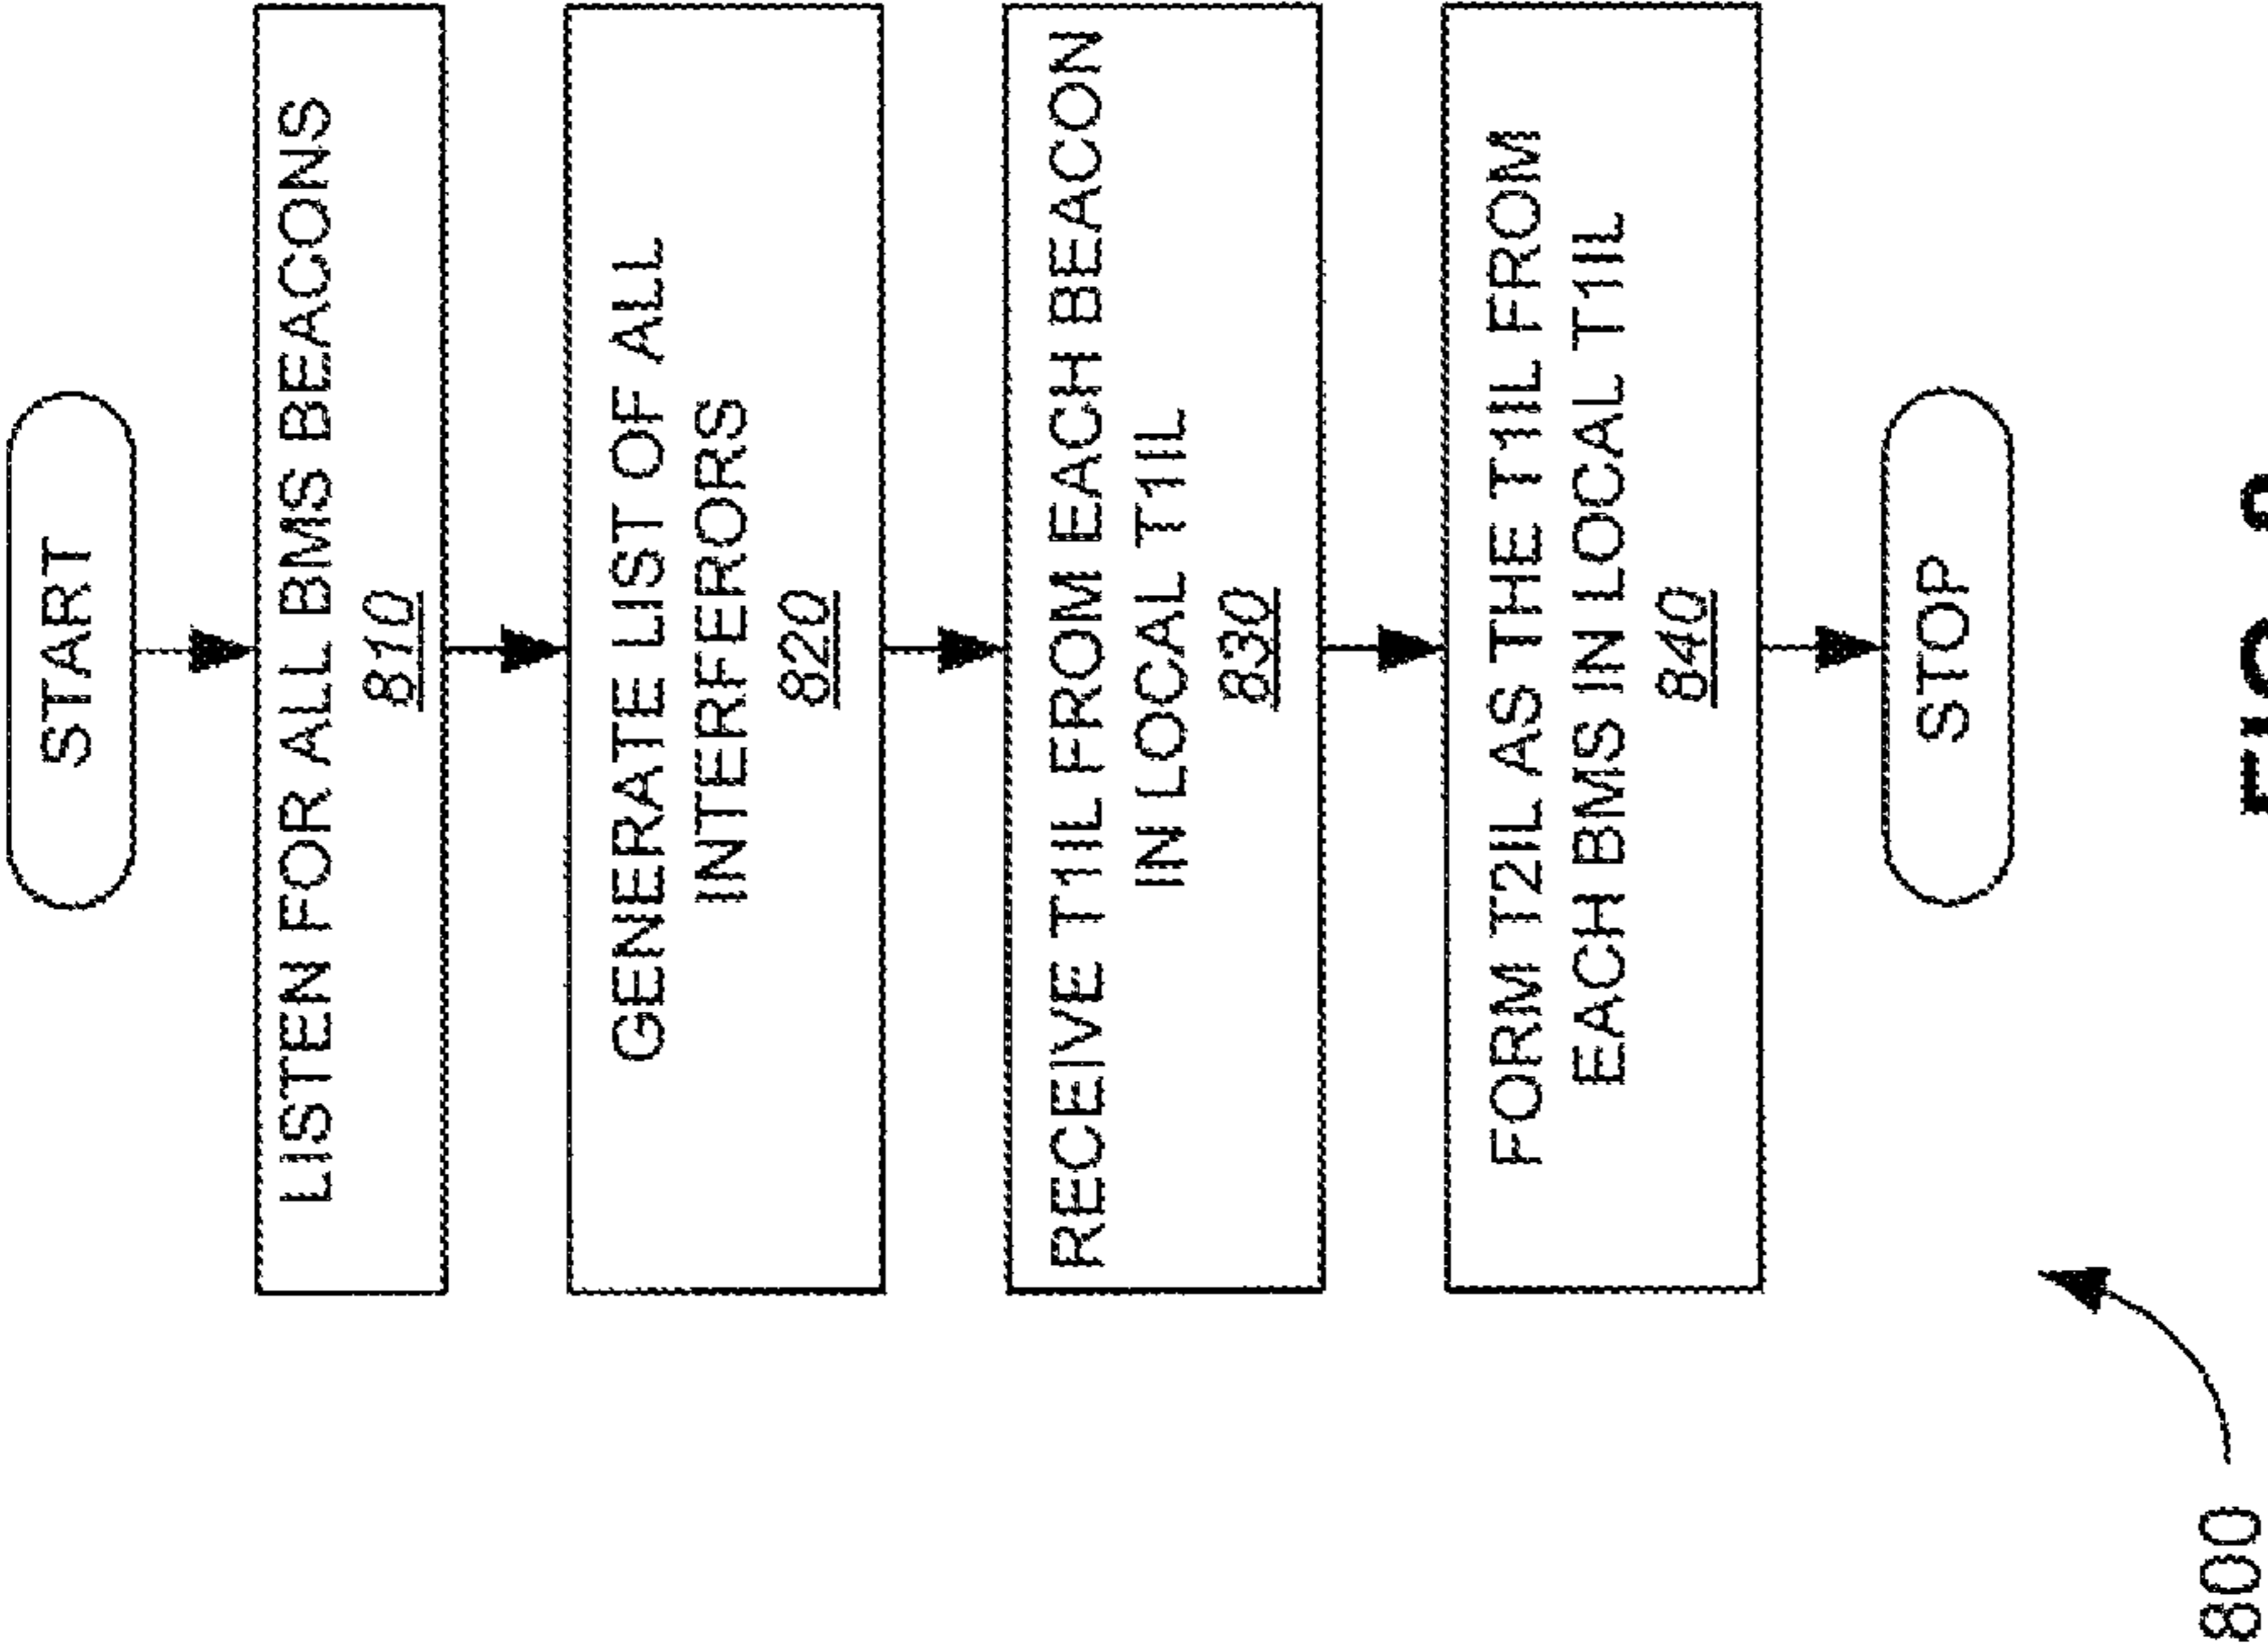 START
LISTEN FOR ALL BMS BEACONS
810
GENERATE LIST OF ALL
INTERFERORS
820
RECEIVE T1IL FROM EACH BEACON
IN LOCAL T1IL
830
FORM T2IL AS THE T1IL FROM
EACH BMS IN LOCAL T1IL
840
STOP
800